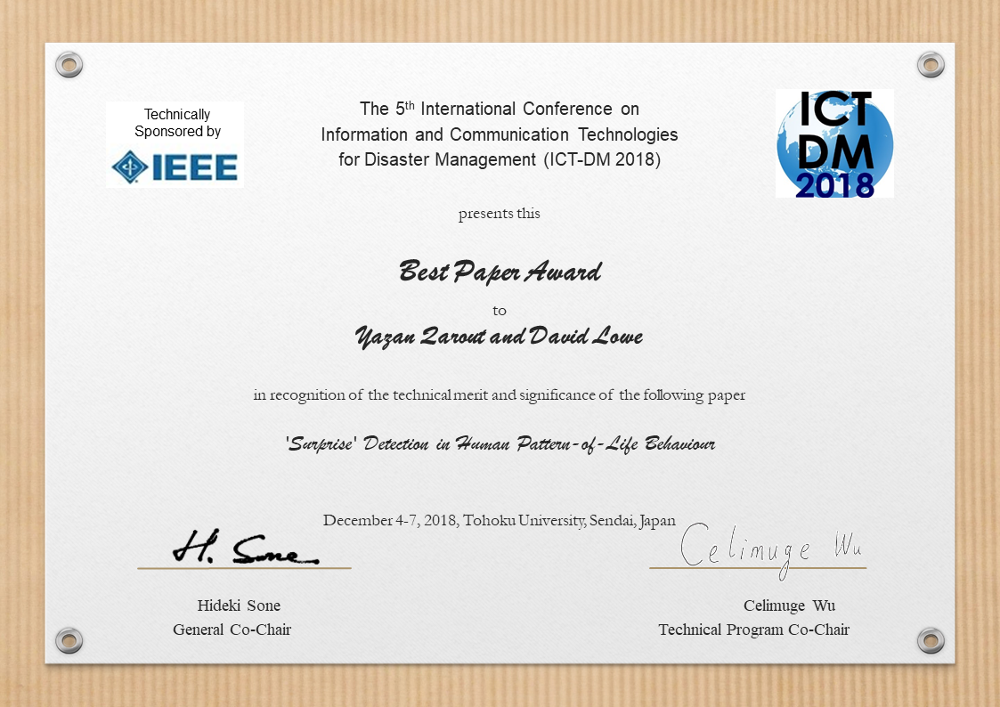 Technically
Sponsored by
IEEE
The 5th International Conference on
Information and Communication Technologies
for Disaster Management (ICT-DM 2018)
ICT
DM
2018
presents this
Best Paper Award
to
Yazan Qarout and David Lowe
in recognition of the technical merit and significance of the following paper
'Surprise' Detection in Human Pattern-of-Life Behaviour
December 4-7, 2018, Tohoku University, Sendai, Japan
H. Sone
Celimuge Wu
Hideki Sone
General Co-Chair
Celimuge Wu
Technical Program Co-Chair